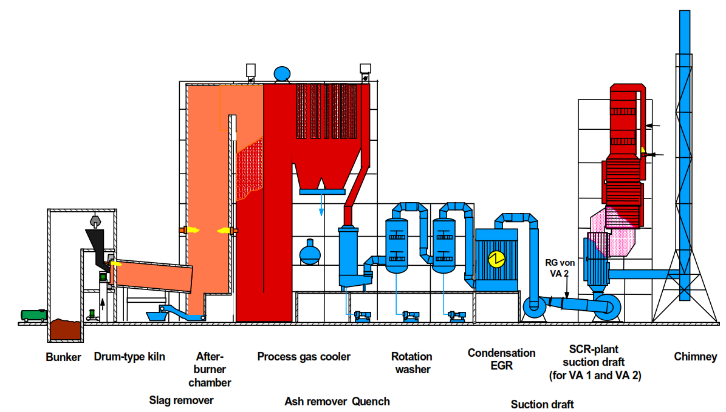 RG von
VA 2
Bunker
Drum-type kiln
After-
burner
chamber
Process gas cooler
Rotation
washer
Condensation
EGR
SCR-plant
suction draft
(for VA 1 and VA 2)
Chimney
Slag remover
Ash remover Quench
Suction draft